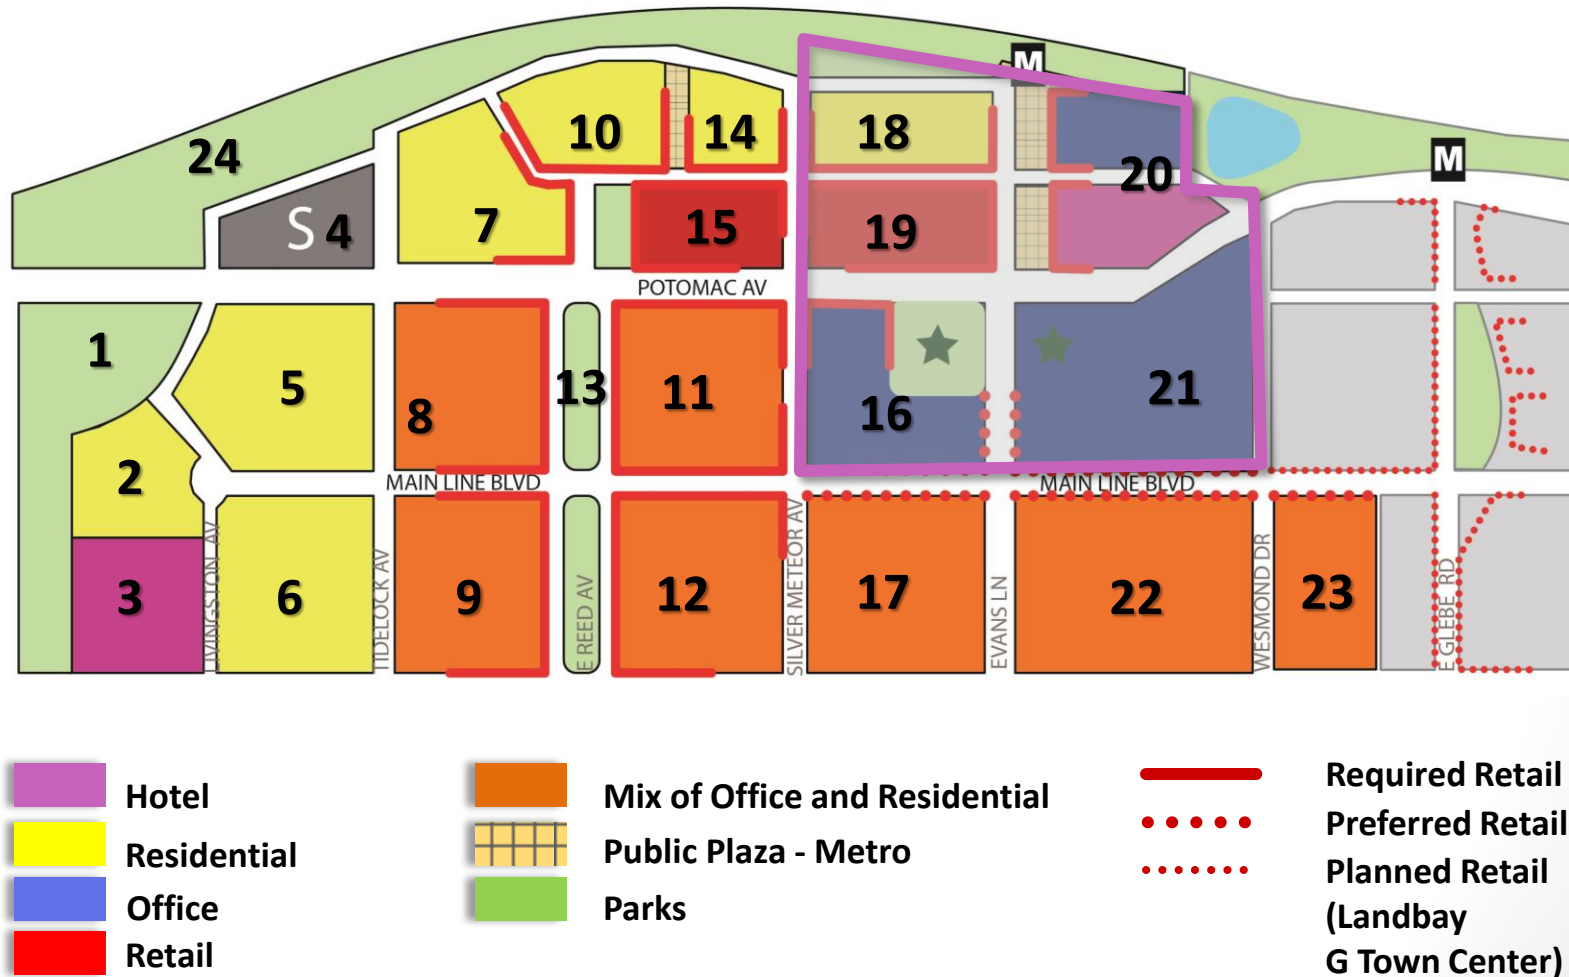 M
10
14
18
M
24
20
S 4
7
15
19
POTOMAC AV
1
5
8
13
11
16
21
2
MAIN LINE BLVD
MAIN LINE BLVD
3
6
9
12
17
22
23
LIVINGSTON AV
TIDELOCK AV
E REED AV
SILVER METEOR AV
EVANS LN
WESMOND DR
E GLEBE RD
Hotel
Residential
Office
Retail
Mix of Office and Residential
Public Plaza - Metro
Parks
Required Retail
Preferred Retail
Planned Retail
(Landbay
G Town Center)